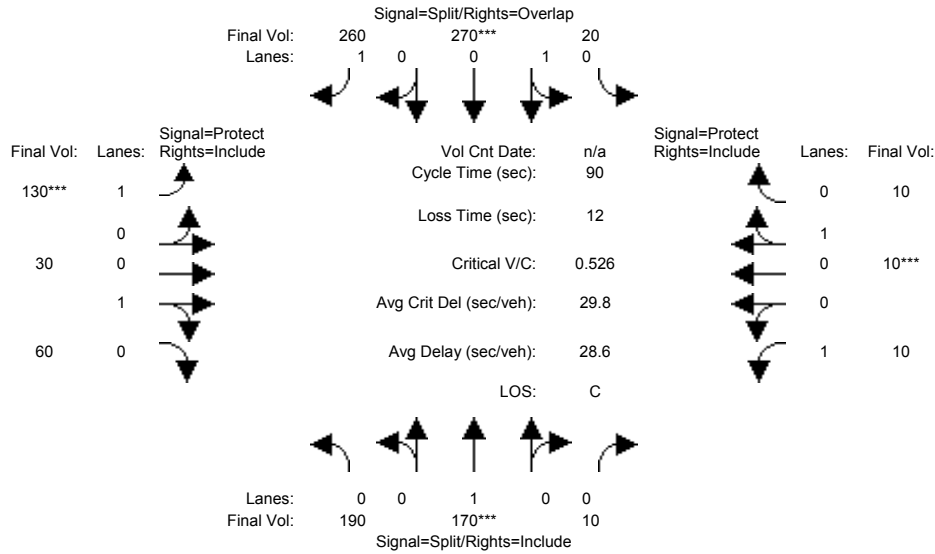 Signal=Split/Rights=Overlap
Final Vol: 260 270*** 20
Lanes: 1 0 0 1 0
Signal=Protect Signal=Protect
Final Vol: Lanes: Rights=Include Vol Cnt Date: n/a Rights=Include Lanes: Final Vol:
Cycle Time (sec): 90
130*** 1 0 10
Loss Time (sec): 12
0 1
30 0 Critical V/C: 0.526 0 10***
1 Avg Crit Del (sec/veh): 29.8 0
60 0 Avg Delay (sec/veh): 28.6 1 10
LOS: C
Lanes: 0 0 1 0 0
Final Vol: 190 170*** 10
Signal=Split/Rights=Include